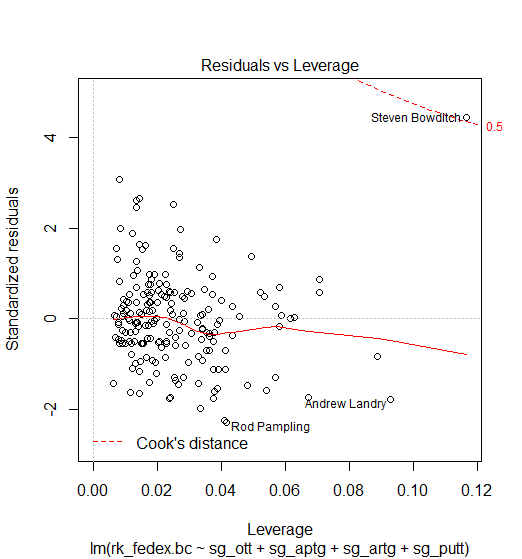 Residuals vs Leverage
Standardized residuals
4
2
0
-2
Steven Bowditch
0.5
Andrew Landry
Rod Pampling
Cook's distance
0.00 0.02 0.04 0.06 0.08 0.10 0.12
Leverage
lm(rk_fedex.bc ~ sg_ott + sg_aptg + sg_artg + sg_putt)